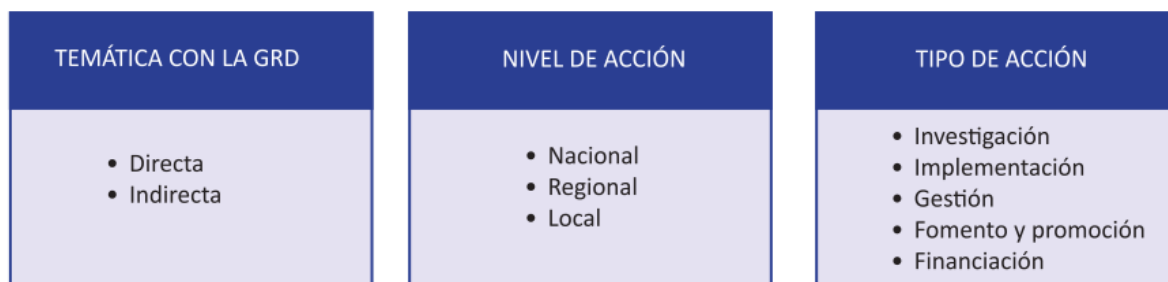 TEMÁTICA CON LA GRD
• Directa
• Indirecta
NIVEL DE ACCIÓN
• Nacional
• Regional
• Local
TIPO DE ACCIÓN
• Investigación
• Implementación
• Gestión
• Fomento y promoción
• Financiación